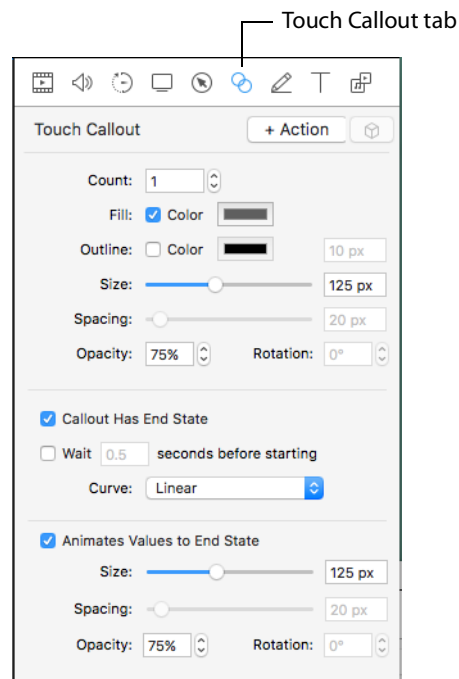 Touch Callout tab
Touch Callout + Action
Count: 1
Fill: Color
Outline: Color 10 px
Size: 125 px
Spacing: 20 px
Opacity: 75% Rotation: 0°
Callout Has End State
Wait 0.5 seconds before starting
Curve: Linear
Animates Values to End State
Size: 125 px
Spacing: 20 px
Opacity: 75% Rotation: 0°